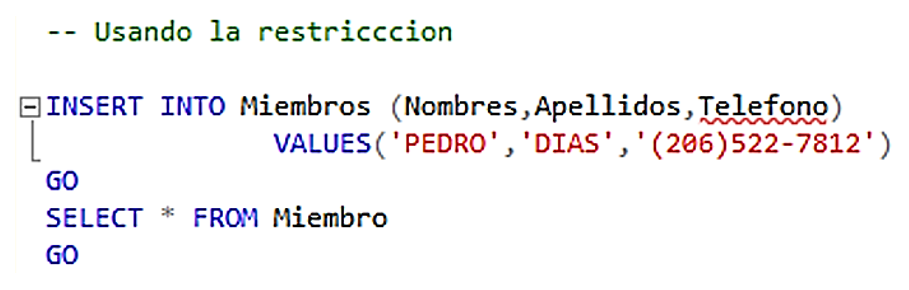 -- Usando la restricccion
INSERT INTO Miembros (Nombres,Apellidos,Telefono)
VALUES('PEDRO','DIAS','(206)522-7812')
GO
SELECT * FROM Miembro
GO